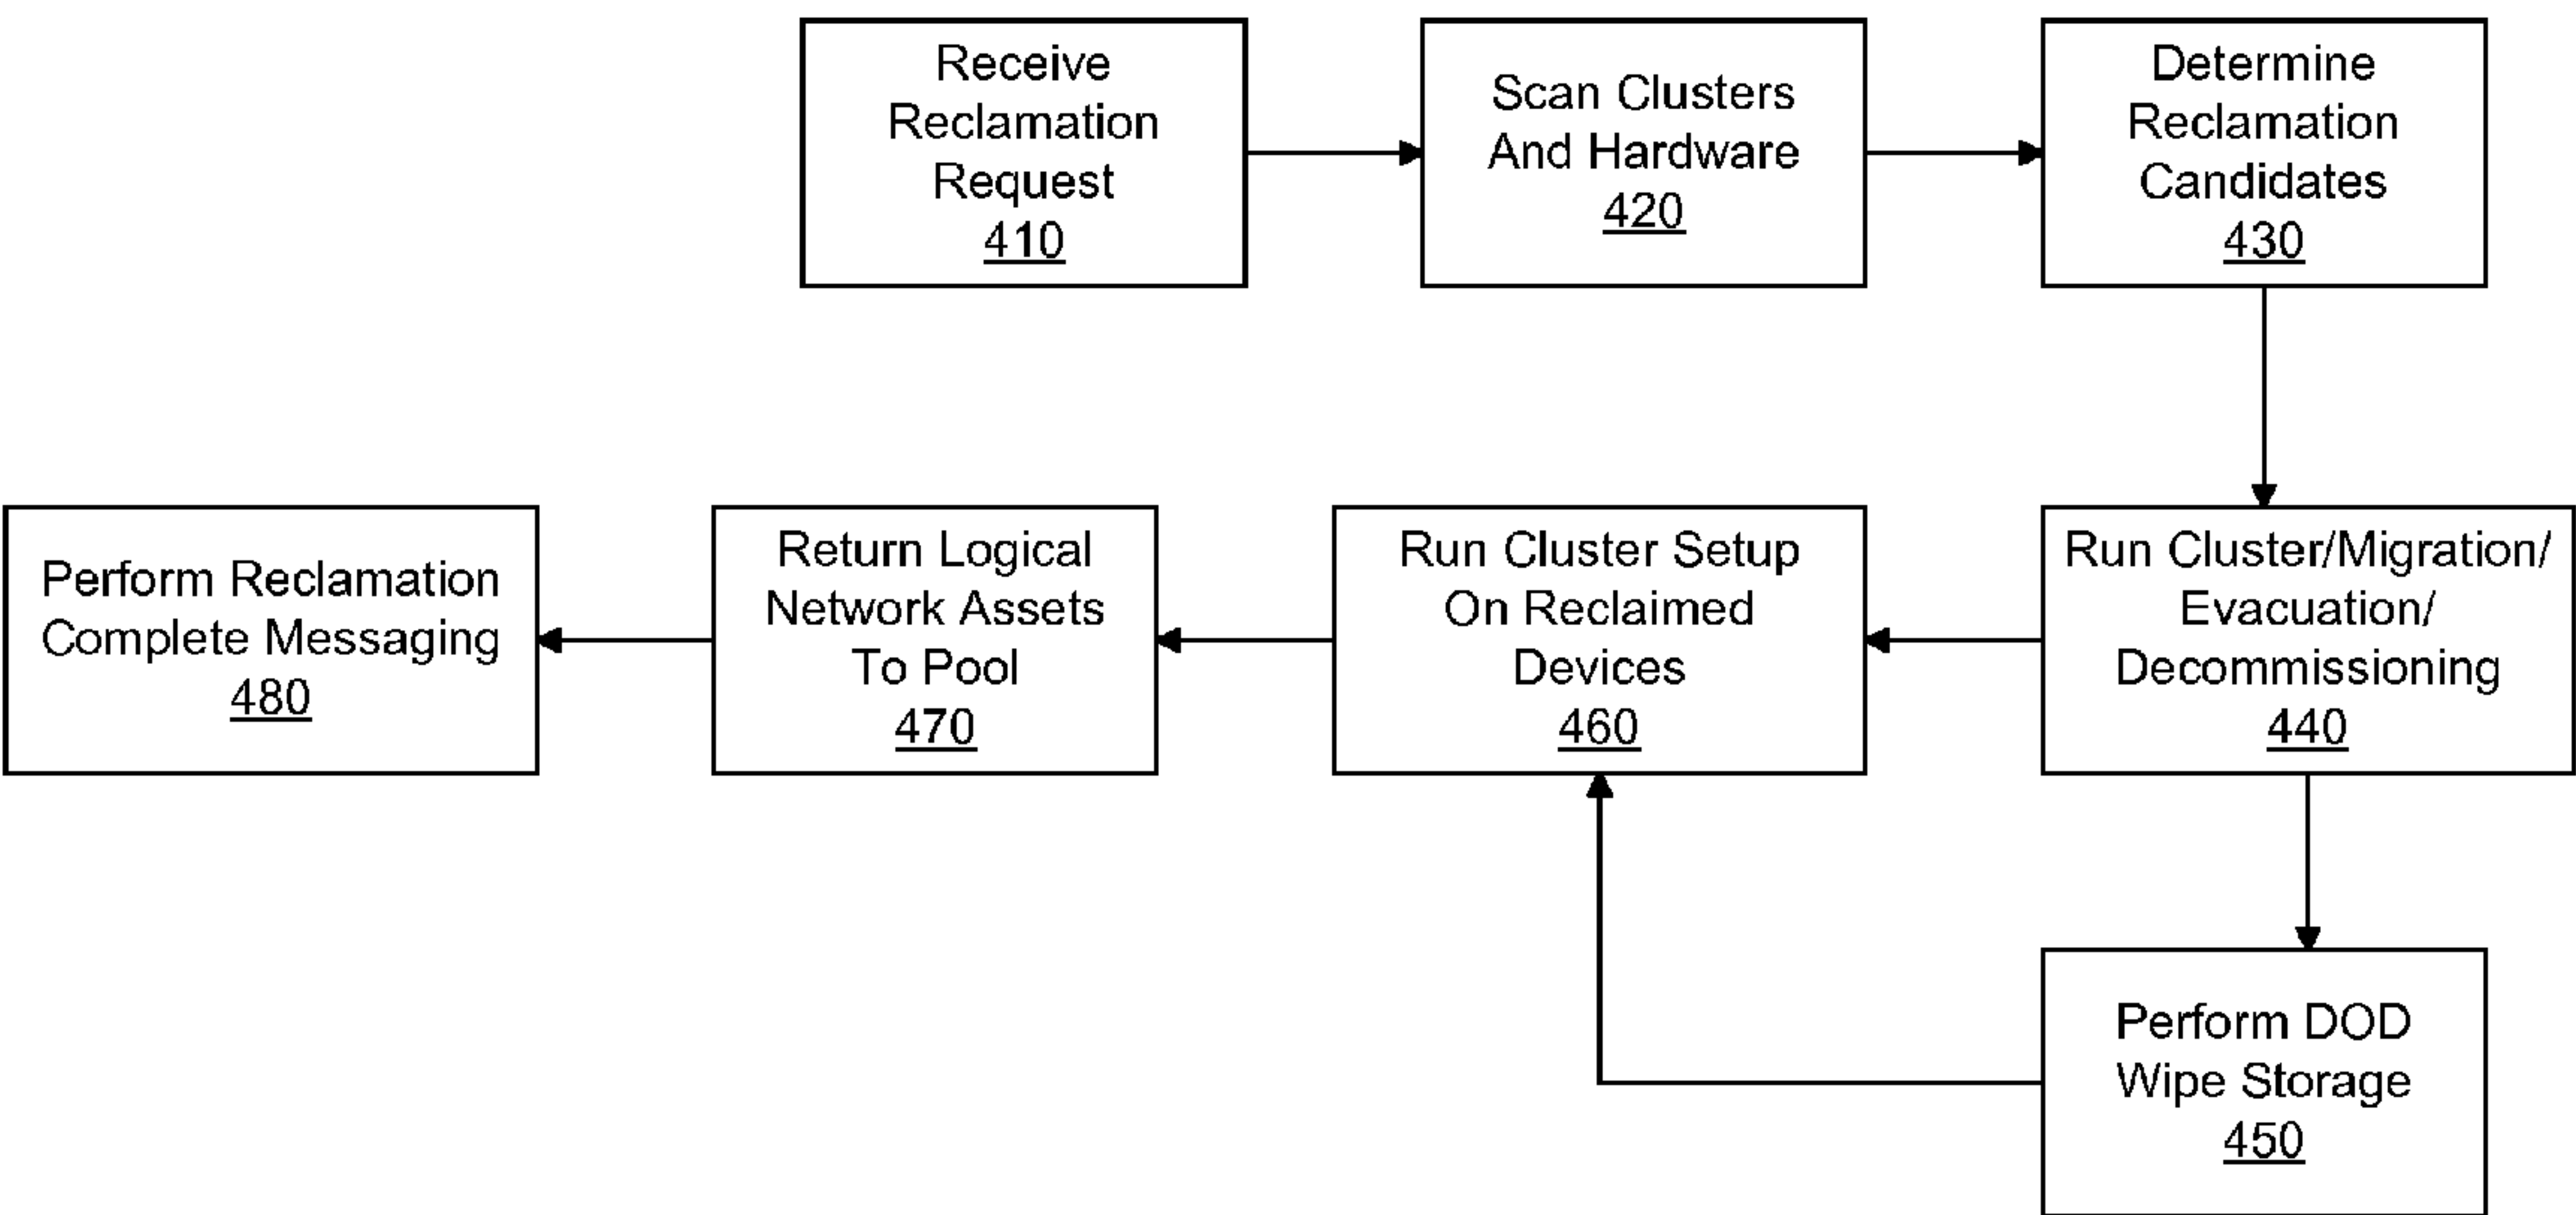 Receive
Reclamation
Request
410
Scan Clusters
And Hardware
420
Determine
Reclamation
Candidates
430
Run Cluster/Migration/
Evacuation/
Decommissioning
440
Perform DOD
Wipe Storage
450
Run Cluster Setup
On Reclaimed
Devices
460
Return Logical
Network Assets
To Pool
470
Perform Reclamation
Complete Messaging
480